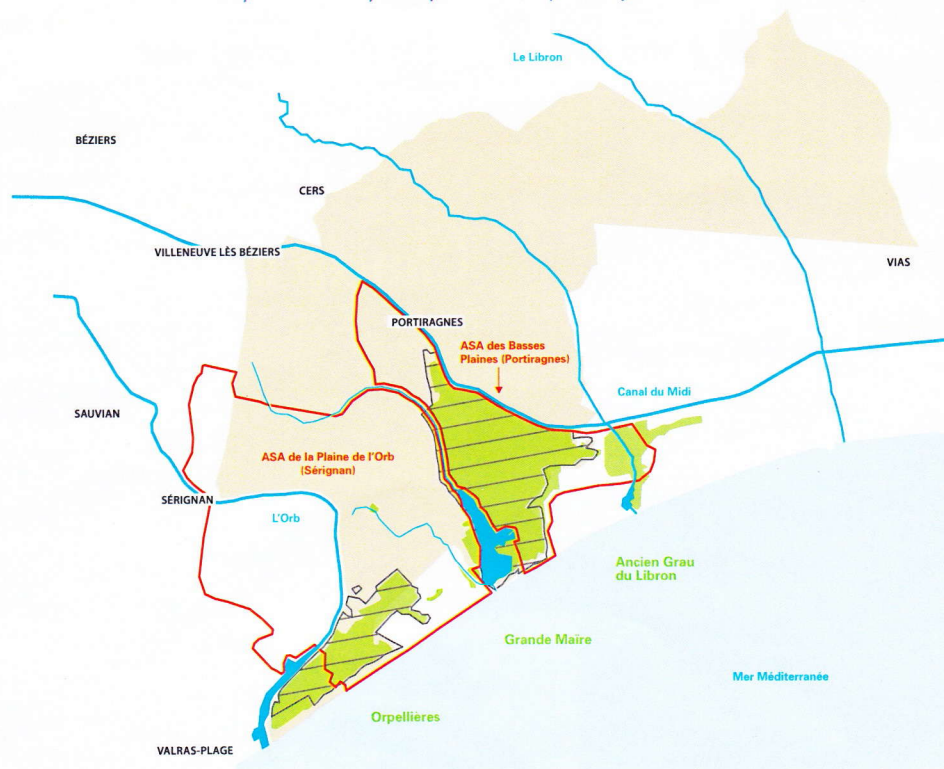 Le Libron
BÉZIERS
CERS
VILLENEUVE LÈS BÉZIERS
VIAS
PORTIRAGNES
ASA des Basses
Plaines (Portiragnes)
Canal du Midi
SAUVIAN
ASA de la Plaine de l'Orb
(Sérignan)
SÉRIGNAN
L'Orb
Ancien Grau
du Libron
Grande Maïre
Mer Méditerranée
Orpellières
VALRAS-PLAGE